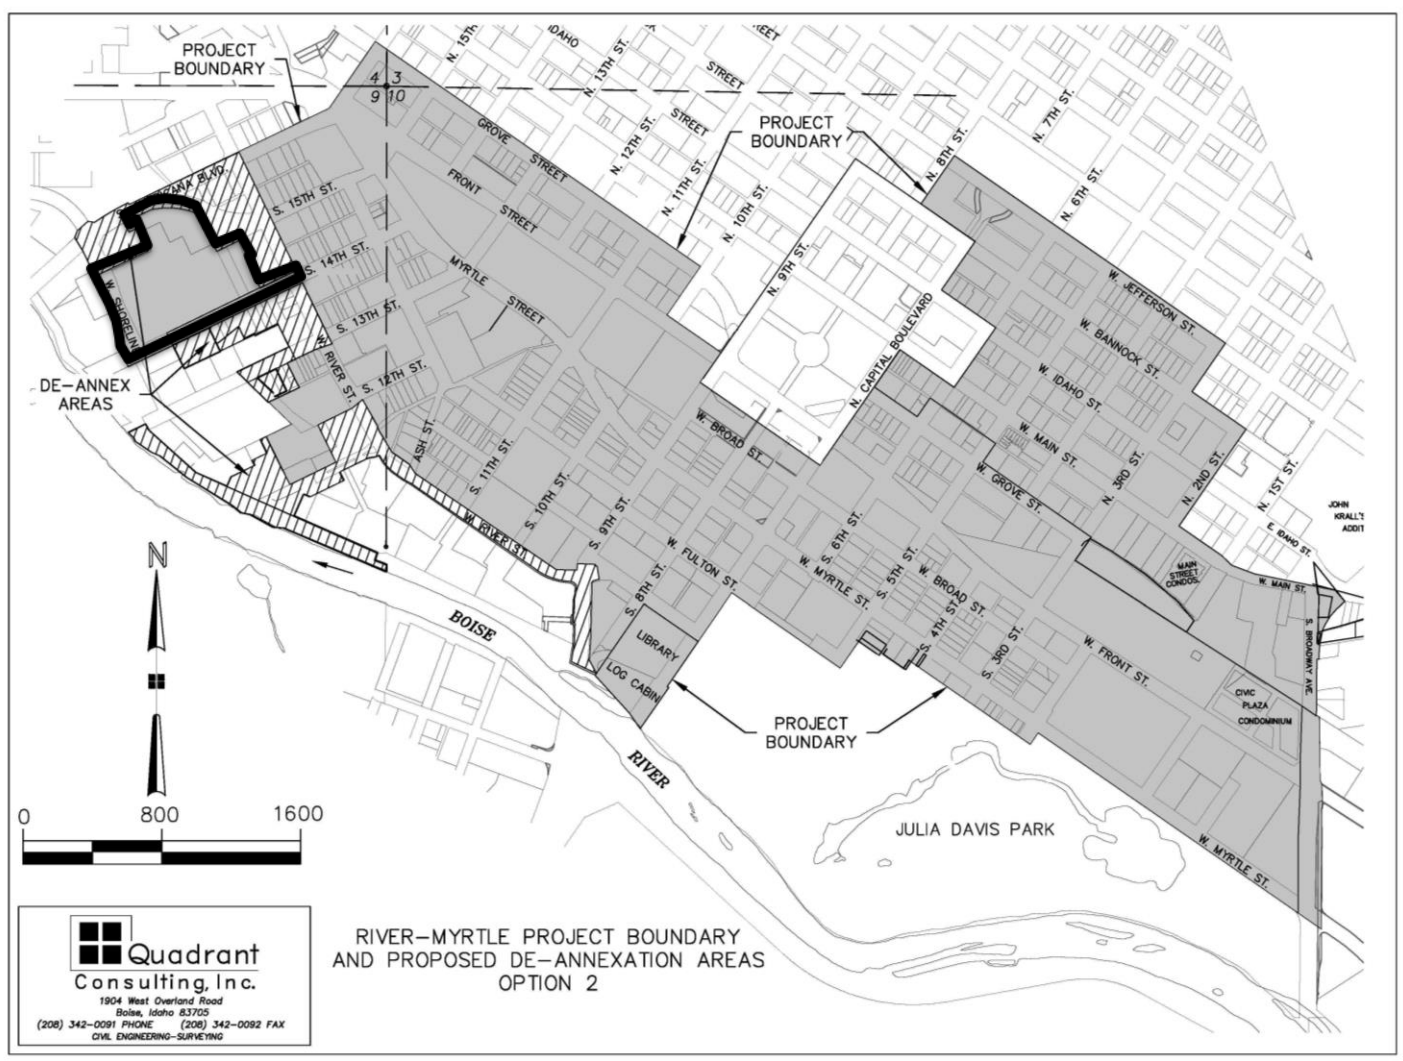 PROJECT
BOUNDARY
IDAHO
STREET
STREET
STREET
N. 15TH ST.
N. 13TH ST.
N. 12TH ST.
N. 11TH ST.
N. 10TH ST.
N. 9TH ST.
N. 8TH ST.
N. 7TH ST.
N. 6TH ST.
4 3
9 10
PROJECT
BOUNDARY
GROVE
STREET
FRONT
STREET
MYRTLE
STREET
BLVD.
S. 15TH ST.
S. 14TH ST.
S. 13TH ST.
S. 12TH ST.
W. RIVER ST.
DE-ANNEX
AREAS
ASH ST.
S. 11TH ST.
S. 10TH ST.
S. 9TH ST.
S. 8TH ST.
W. RIVER ST.
N. CAPITAL BOULEVARD
W. JEFFERSON ST.
W. BANNOCK ST.
W. IDAHO ST.
W. MAIN ST.
W. GROVE ST.
N. 3RD ST.
N. 2ND ST.
N. 1ST ST.
E. IDAHO ST.
JOHN
KRALL'S
ADDIT
W. BROAD ST.
W. FULTON ST.
W. MYRTLE ST.
S. 6TH ST.
S. 5TH ST.
W. BROAD ST.
S. 4TH ST.
S. 3RD ST.
W. FRONT ST.
MAIN
STREET
CONDOS.
W. MAIN ST.
S. BROADWAY AVE.
CIVIC
PLAZA
CONDOMINIUM
LIBRARY
LOG CABIN
N
BOISE
RIVER
PROJECT
BOUNDARY
JULIA DAVIS PARK
W. MYRTLE ST.
0 800 1600
Quadrant
Consulting, Inc.
1904 West Overland Road
Boise, Idaho 83705
(208) 342-0091 PHONE (208) 342-0092 FAX
CIVIL ENGINEERING-SURVEYING
RIVER-MYRTLE PROJECT BOUNDARY
AND PROPOSED DE-ANNEXATION AREAS
OPTION 2